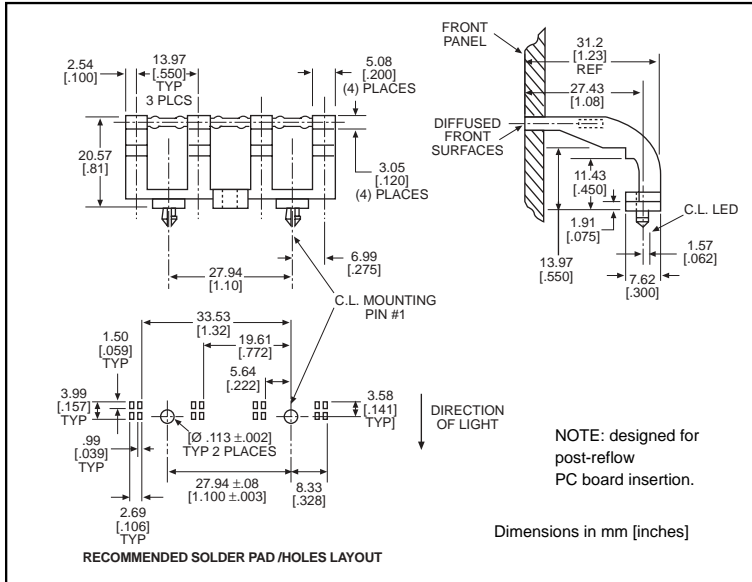 2.54
[.100]
13.97
[.550]
TYP
3 PLCS
5.08
[.200]
(4) PLACES
20.57
[.81]
3.05
[.120]
(4) PLACES
6.99
[.275]
27.94
[1.10]
C.L. MOUNTING
PIN #1
FRONT
PANEL
31.2
[1.23]
REF
27.43
[1.08]
DIFFUSED
FRONT
SURFACES
11.43
[.450]
1.91
[.075]
13.97
[.550]
C.L. LED
1.57
[.062]
7.62
[.300]
33.53
[1.32]
19.61
[.772]
5.64
[.222]
1.50
[.059]
TYP
3.99
[.157]
TYP
.99
[.039]
TYP
2.69
[.106]
TYP
[Ø .113 ±.002]
TYP 2 PLACES
27.94 ±.08
[1.100 ±.003]
8.33
[.328]
3.58
[.141]
TYP]
DIRECTION
OF LIGHT
NOTE: designed for
post-reflow
PC board insertion.
Dimensions in mm [inches]
RECOMMENDED SOLDER PAD /HOLES LAYOUT